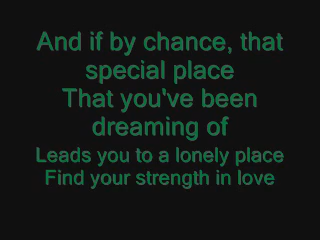 And if by chance, that
special place
That you've been
dreaming of
Leads you to a lonely place
Find your strength in love